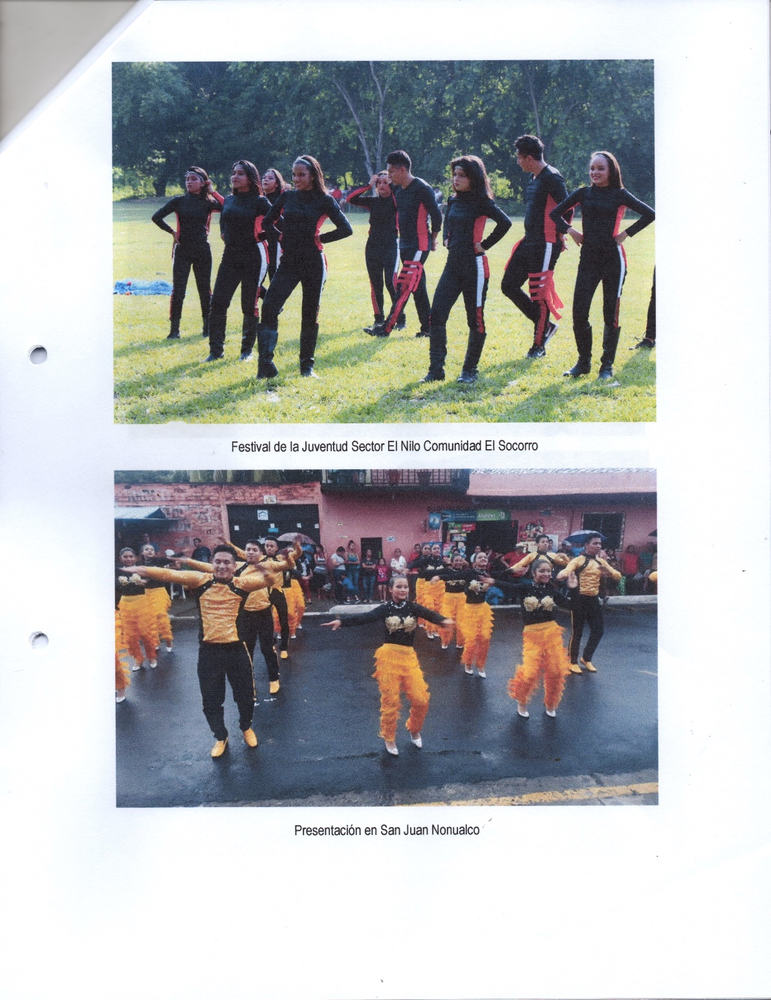 Festival de la Juventud Sector El Nilo Comunidad El Socorro
Presentación en San Juan Nonualco